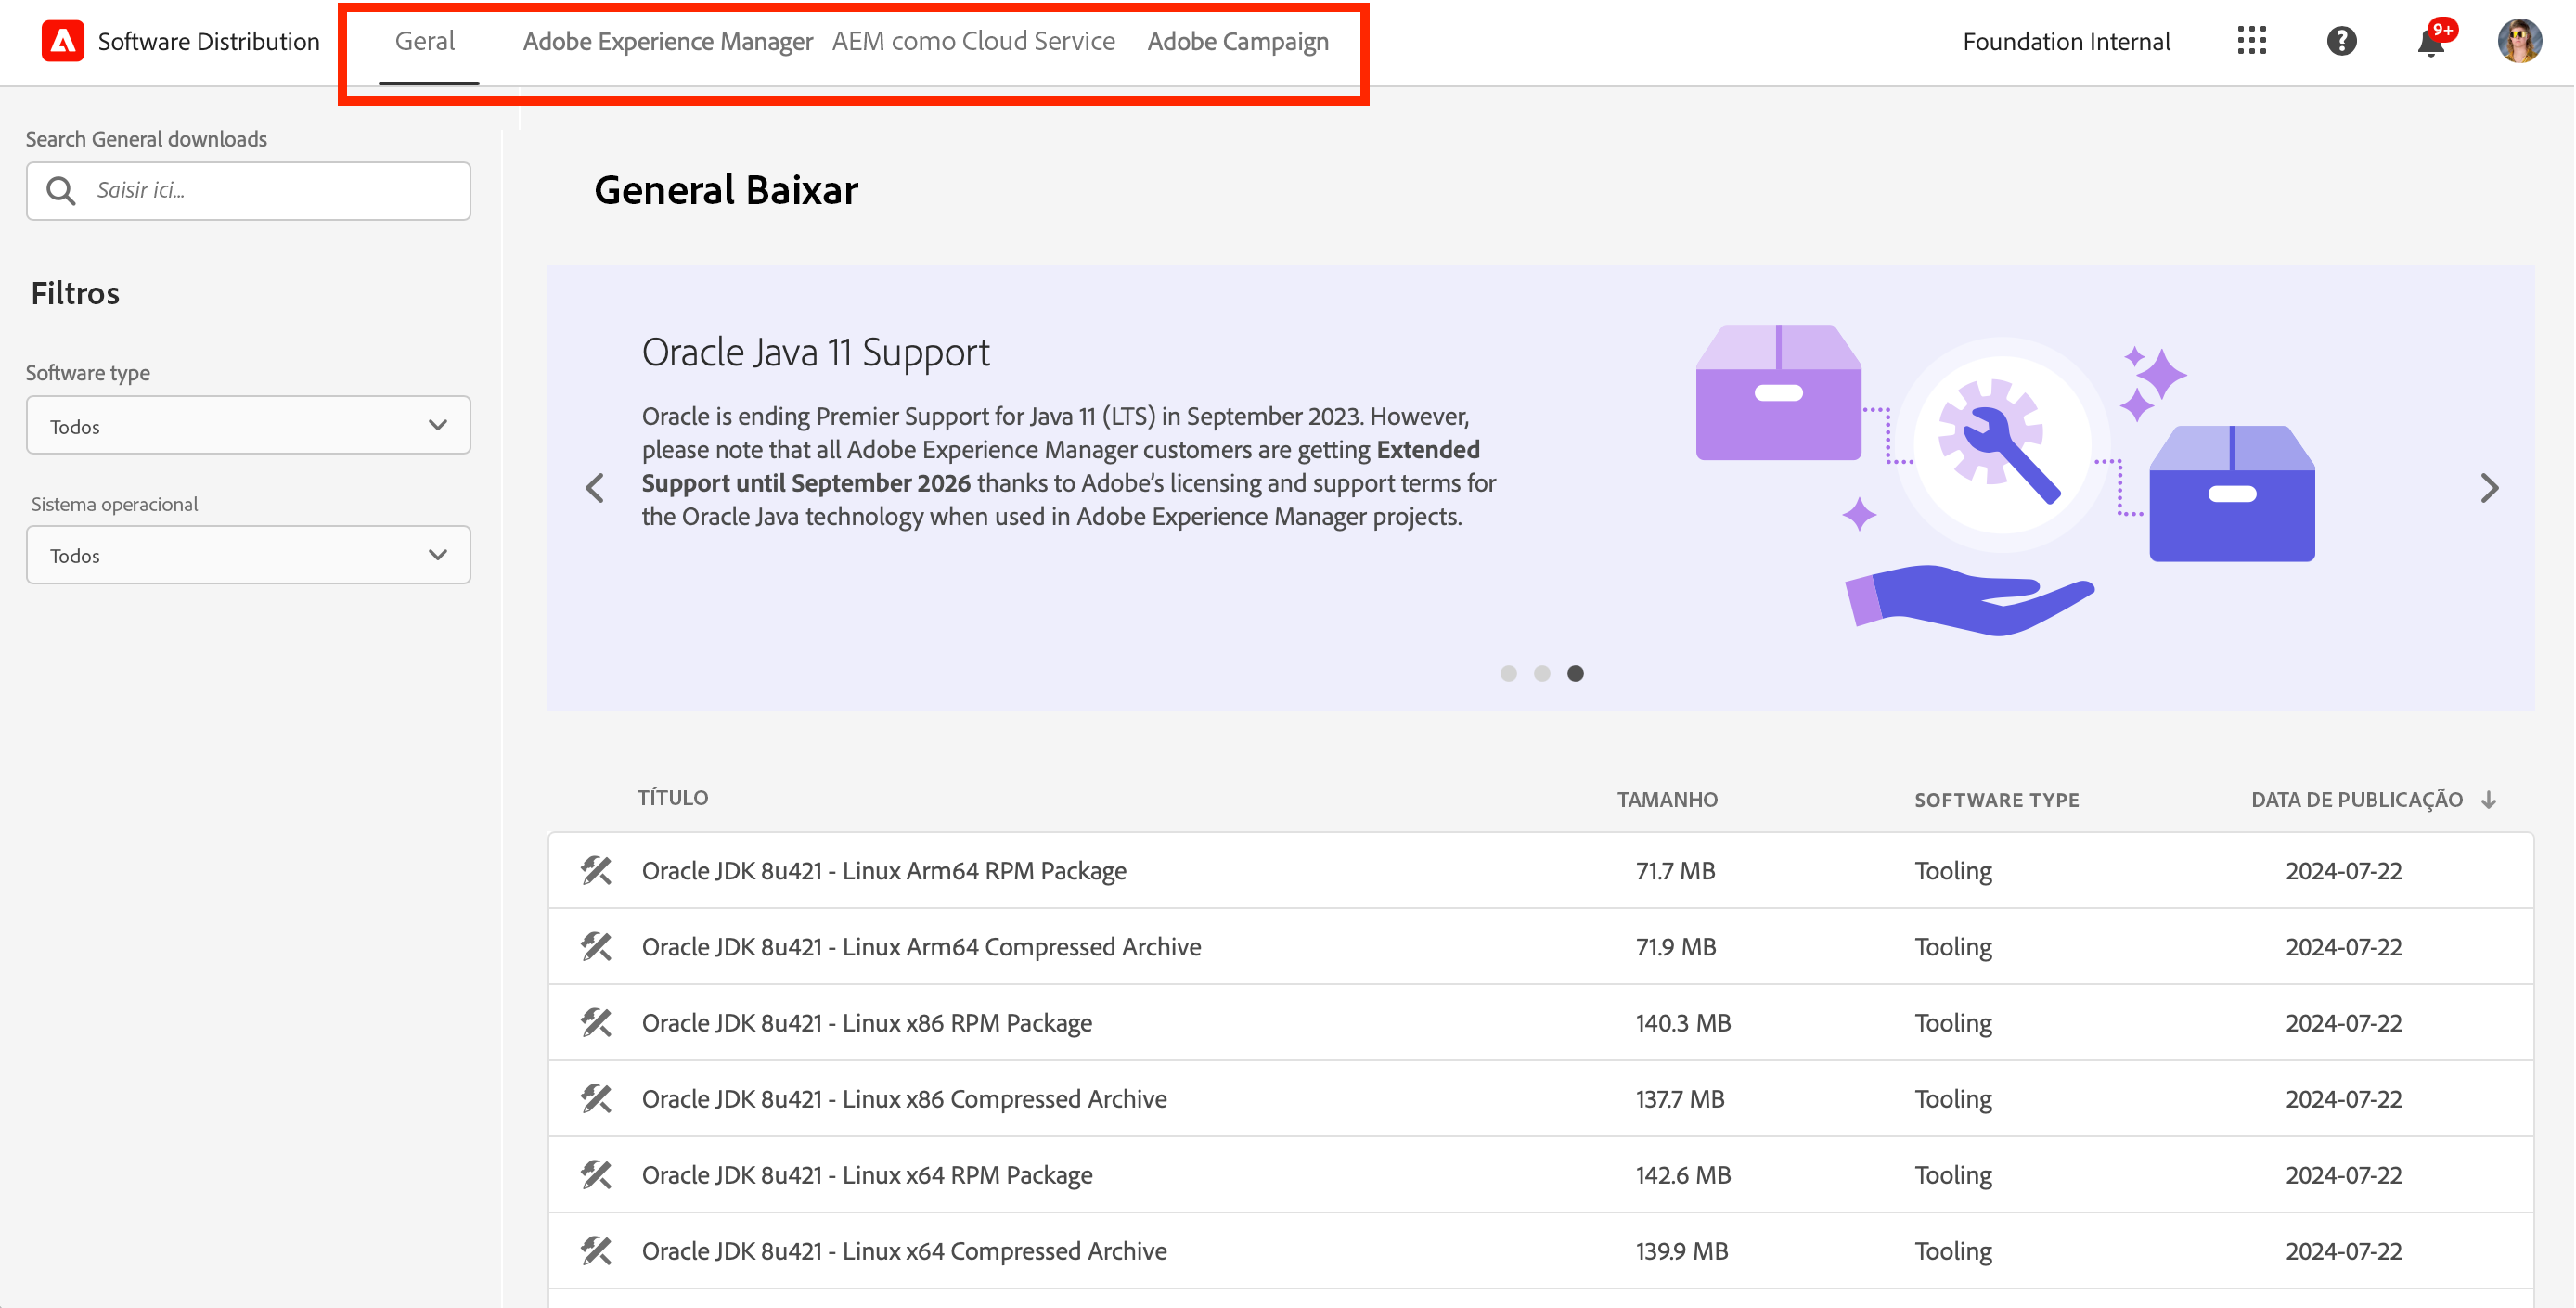 Software Distribution
Geral
Adobe Experience Manager
AEM como Cloud Service
Adobe Campaign
Foundation Internal
9+
Search General downloads
Saisir ici...
Filtros
Software type
Todos
Sistema operacional
Todos
General Baixar
Oracle Java 11 Support
Oracle is ending Premier Support for Java 11 (LTS) in September 2023. However,
please note that all Adobe Experience Manager customers are getting Extended
Support until September 2026 thanks to Adobe’s licensing and support terms for
the Oracle Java technology when used in Adobe Experience Manager projects.
TÍTULO TAMANHO SOFTWARE TYPE DATA DE PUBLICAÇÃO
Oracle JDK 8u421 - Linux Arm64 RPM Package 71.7 MB Tooling 2024-07-22
Oracle JDK 8u421 - Linux Arm64 Compressed Archive 71.9 MB Tooling 2024-07-22
Oracle JDK 8u421 - Linux x86 RPM Package 140.3 MB Tooling 2024-07-22
Oracle JDK 8u421 - Linux x86 Compressed Archive 137.7 MB Tooling 2024-07-22
Oracle JDK 8u421 - Linux x64 RPM Package 142.6 MB Tooling 2024-07-22
Oracle JDK 8u421 - Linux x64 Compressed Archive 139.9 MB Tooling 2024-07-22